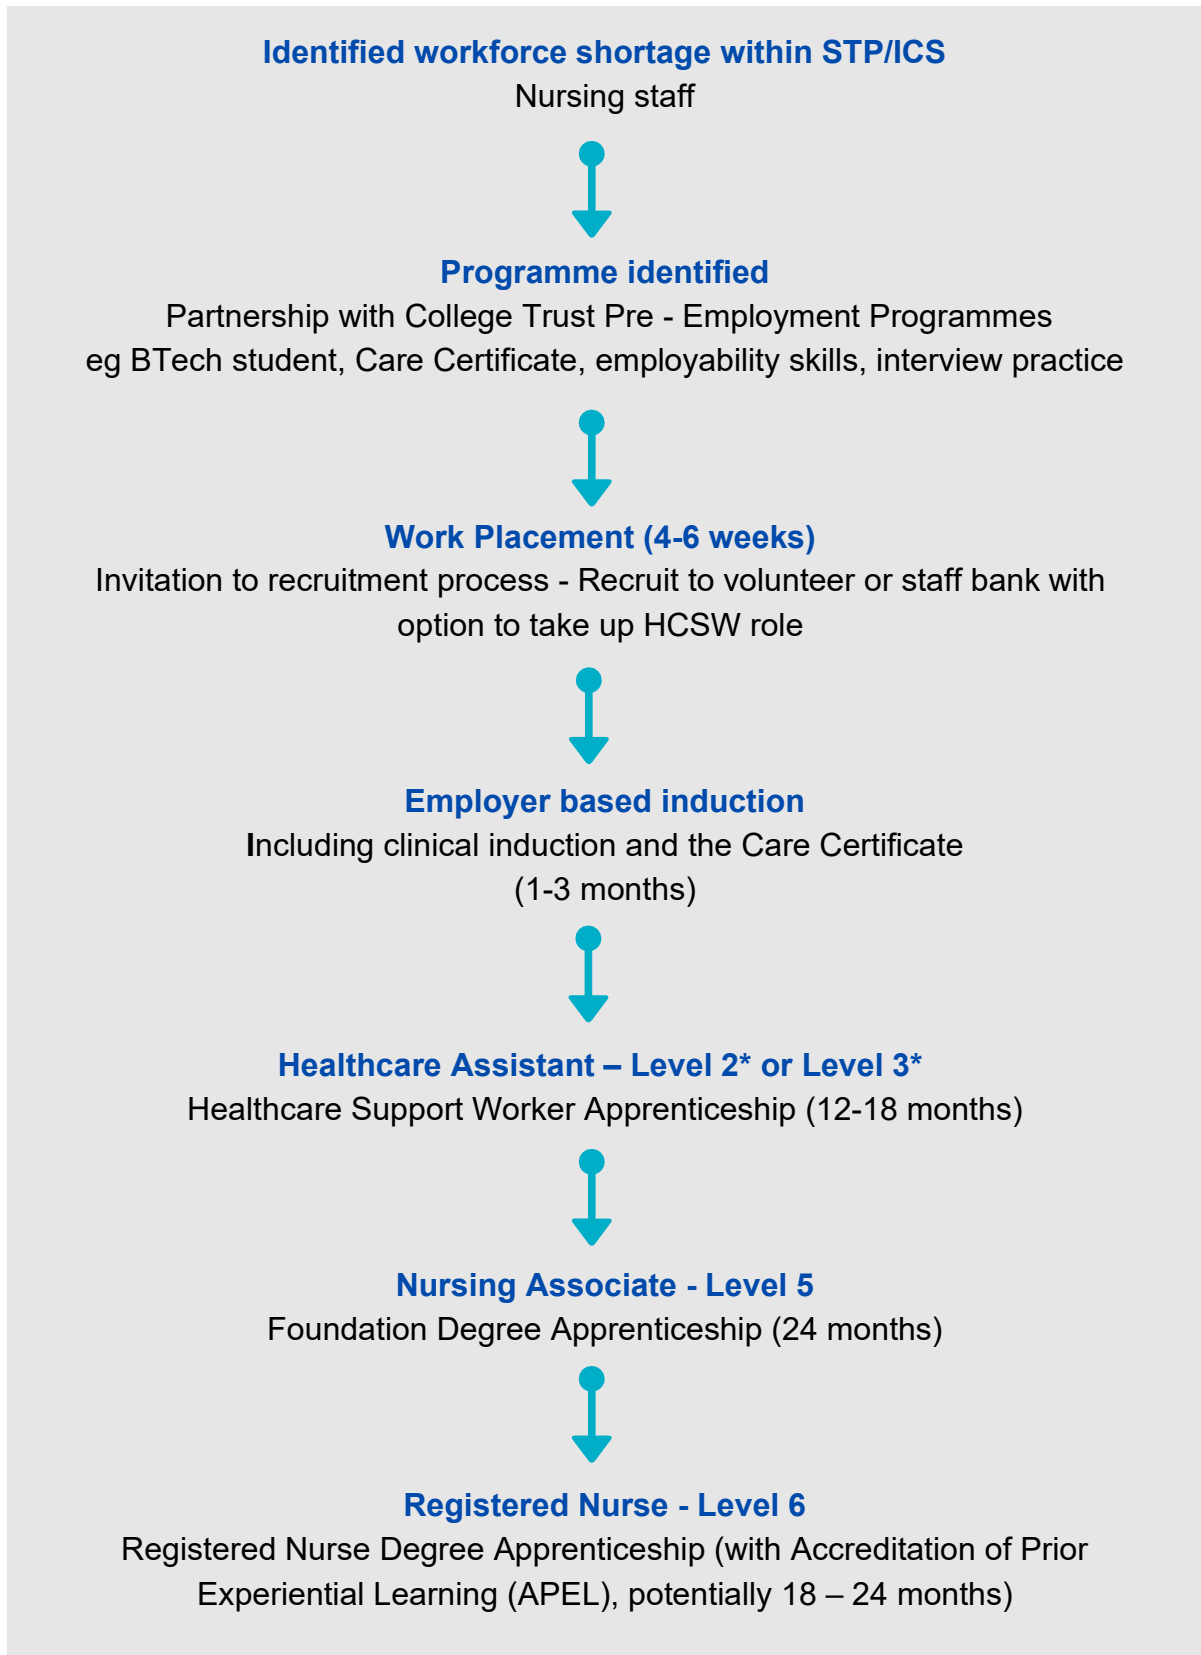 Identified workforce shortage within STP/ICS
Nursing staff
Programme identified
Partnership with College Trust Pre - Employment Programmes
eg BTech student, Care Certificate, employability skills, interview practice
Work Placement (4-6 weeks)
Invitation to recruitment process - Recruit to volunteer or staff bank with
option to take up HCSW role
Employer based induction
Including clinical induction and the Care Certificate
(1-3 months)
Healthcare Assistant – Level 2* or Level 3*
Healthcare Support Worker Apprenticeship (12-18 months)
Nursing Associate - Level 5
Foundation Degree Apprenticeship (24 months)
Registered Nurse - Level 6
Registered Nurse Degree Apprenticeship (with Accreditation of Prior
Experiential Learning (APEL), potentially 18 – 24 months)